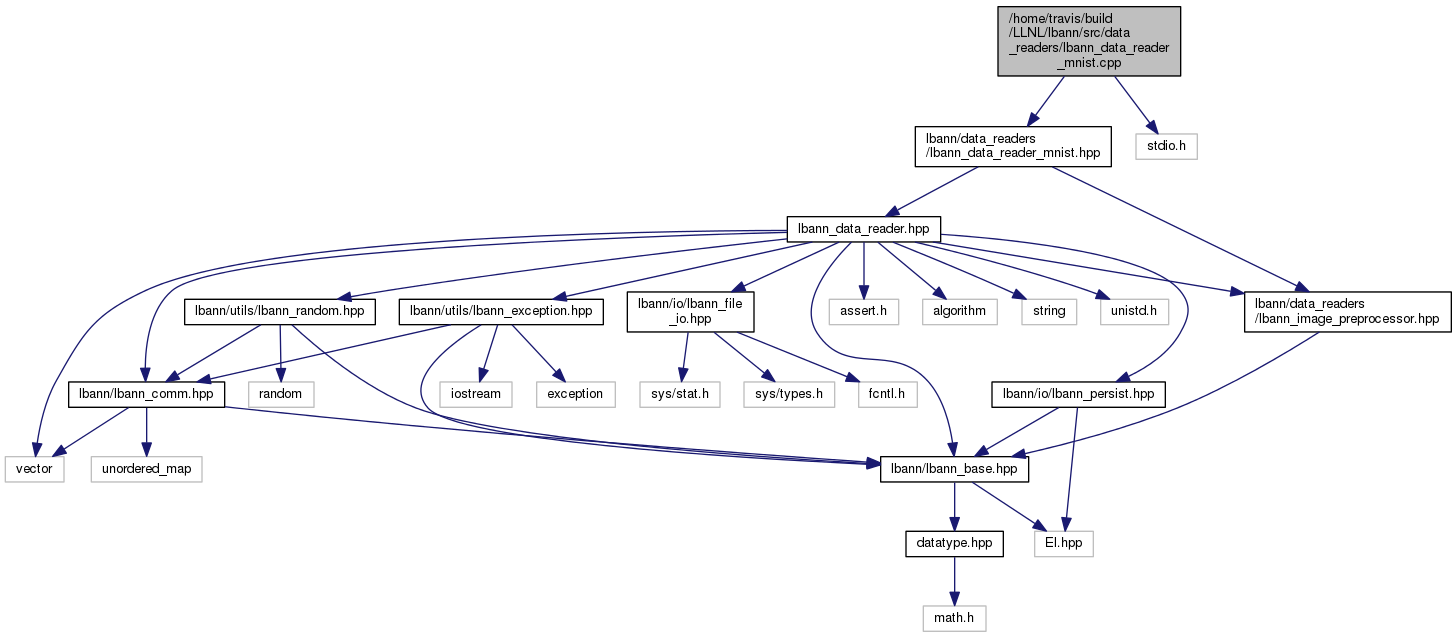 /home/travis/build
/LLNL/lbann/src/data
_readers/lbann_data_reader
_mnist.cpp
lbann/data_readers
/lbann_data_reader_mnist.hpp
stdio.h
lbann_data_reader.hpp
lbann/utils/lbann_random.hpp
lbann/utils/lbann_exception.hpp
lbann/io/lbann_file
_io.hpp
assert.h
algorithm
string
unistd.h
lbann/data_readers
/lbann_image_preprocessor.hpp
lbann/lbann_comm.hpp
random
iostream
exception
sys/stat.h
sys/types.h
fcntl.h
lbann/io/lbann_persist.hpp
vector
unordered_map
lbann/lbann_base.hpp
datatype.hpp
El.hpp
math.h